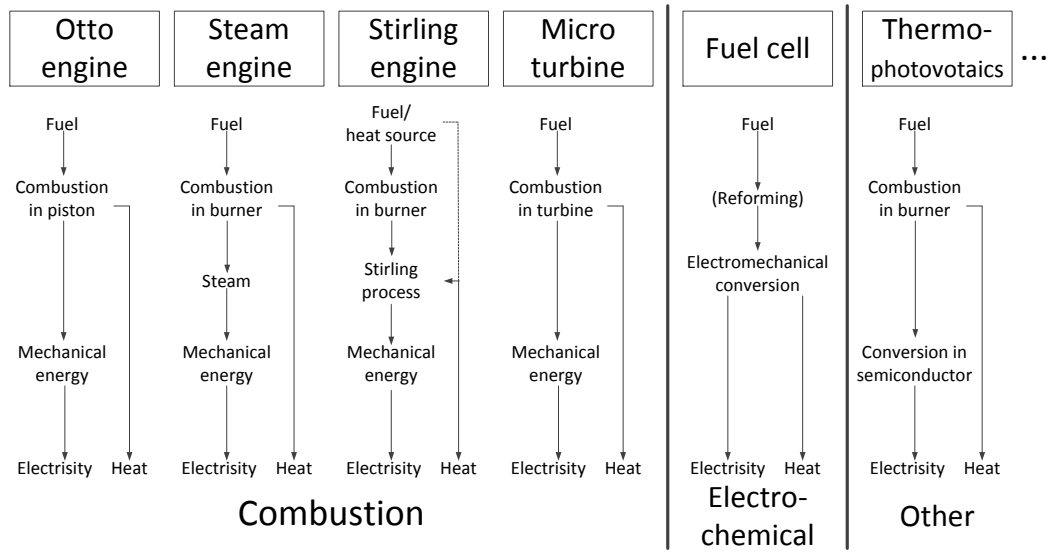 Otto
engine
Steam
engine
Stirling
engine
Micro
turbine
Fuel cell
Thermo-
photovotaics
...
Fuel
Combustion
in piston
Mechanical
energy
Electrisity
Heat
Fuel
Combustion
in burner
Steam
Mechanical
energy
Electrisity
Heat
Fuel/
heat source
Combustion
in burner
Stirling
process
Mechanical
energy
Electrisity
Heat
Fuel
Combustion
in turbine
Mechanical
energy
Electrisity
Heat
Fuel
(Reforming)
Electromechanical
conversion
Electrisity
Heat
Fuel
Combustion
in burner
Conversion in
semiconductor
Electrisity
Heat
Combustion
Electro-
chemical
Other